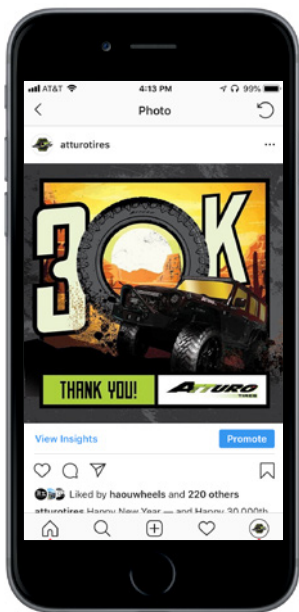 AT&T
4:13 PM
99%
Photo
atturotires
...
30K
THANK YOU!
ATTURO
TIRES
View Insights
Promote
Liked by haouwheels and 220 others
atturotires Happy New Year — and Happy 30,000th